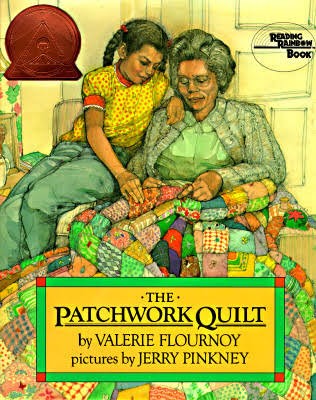 READING
RAINBOW
BOOK
• THE •
PATCHWORK QUILT
by VALERIE FLOURNOY
pictures by JERRY PINKNEY